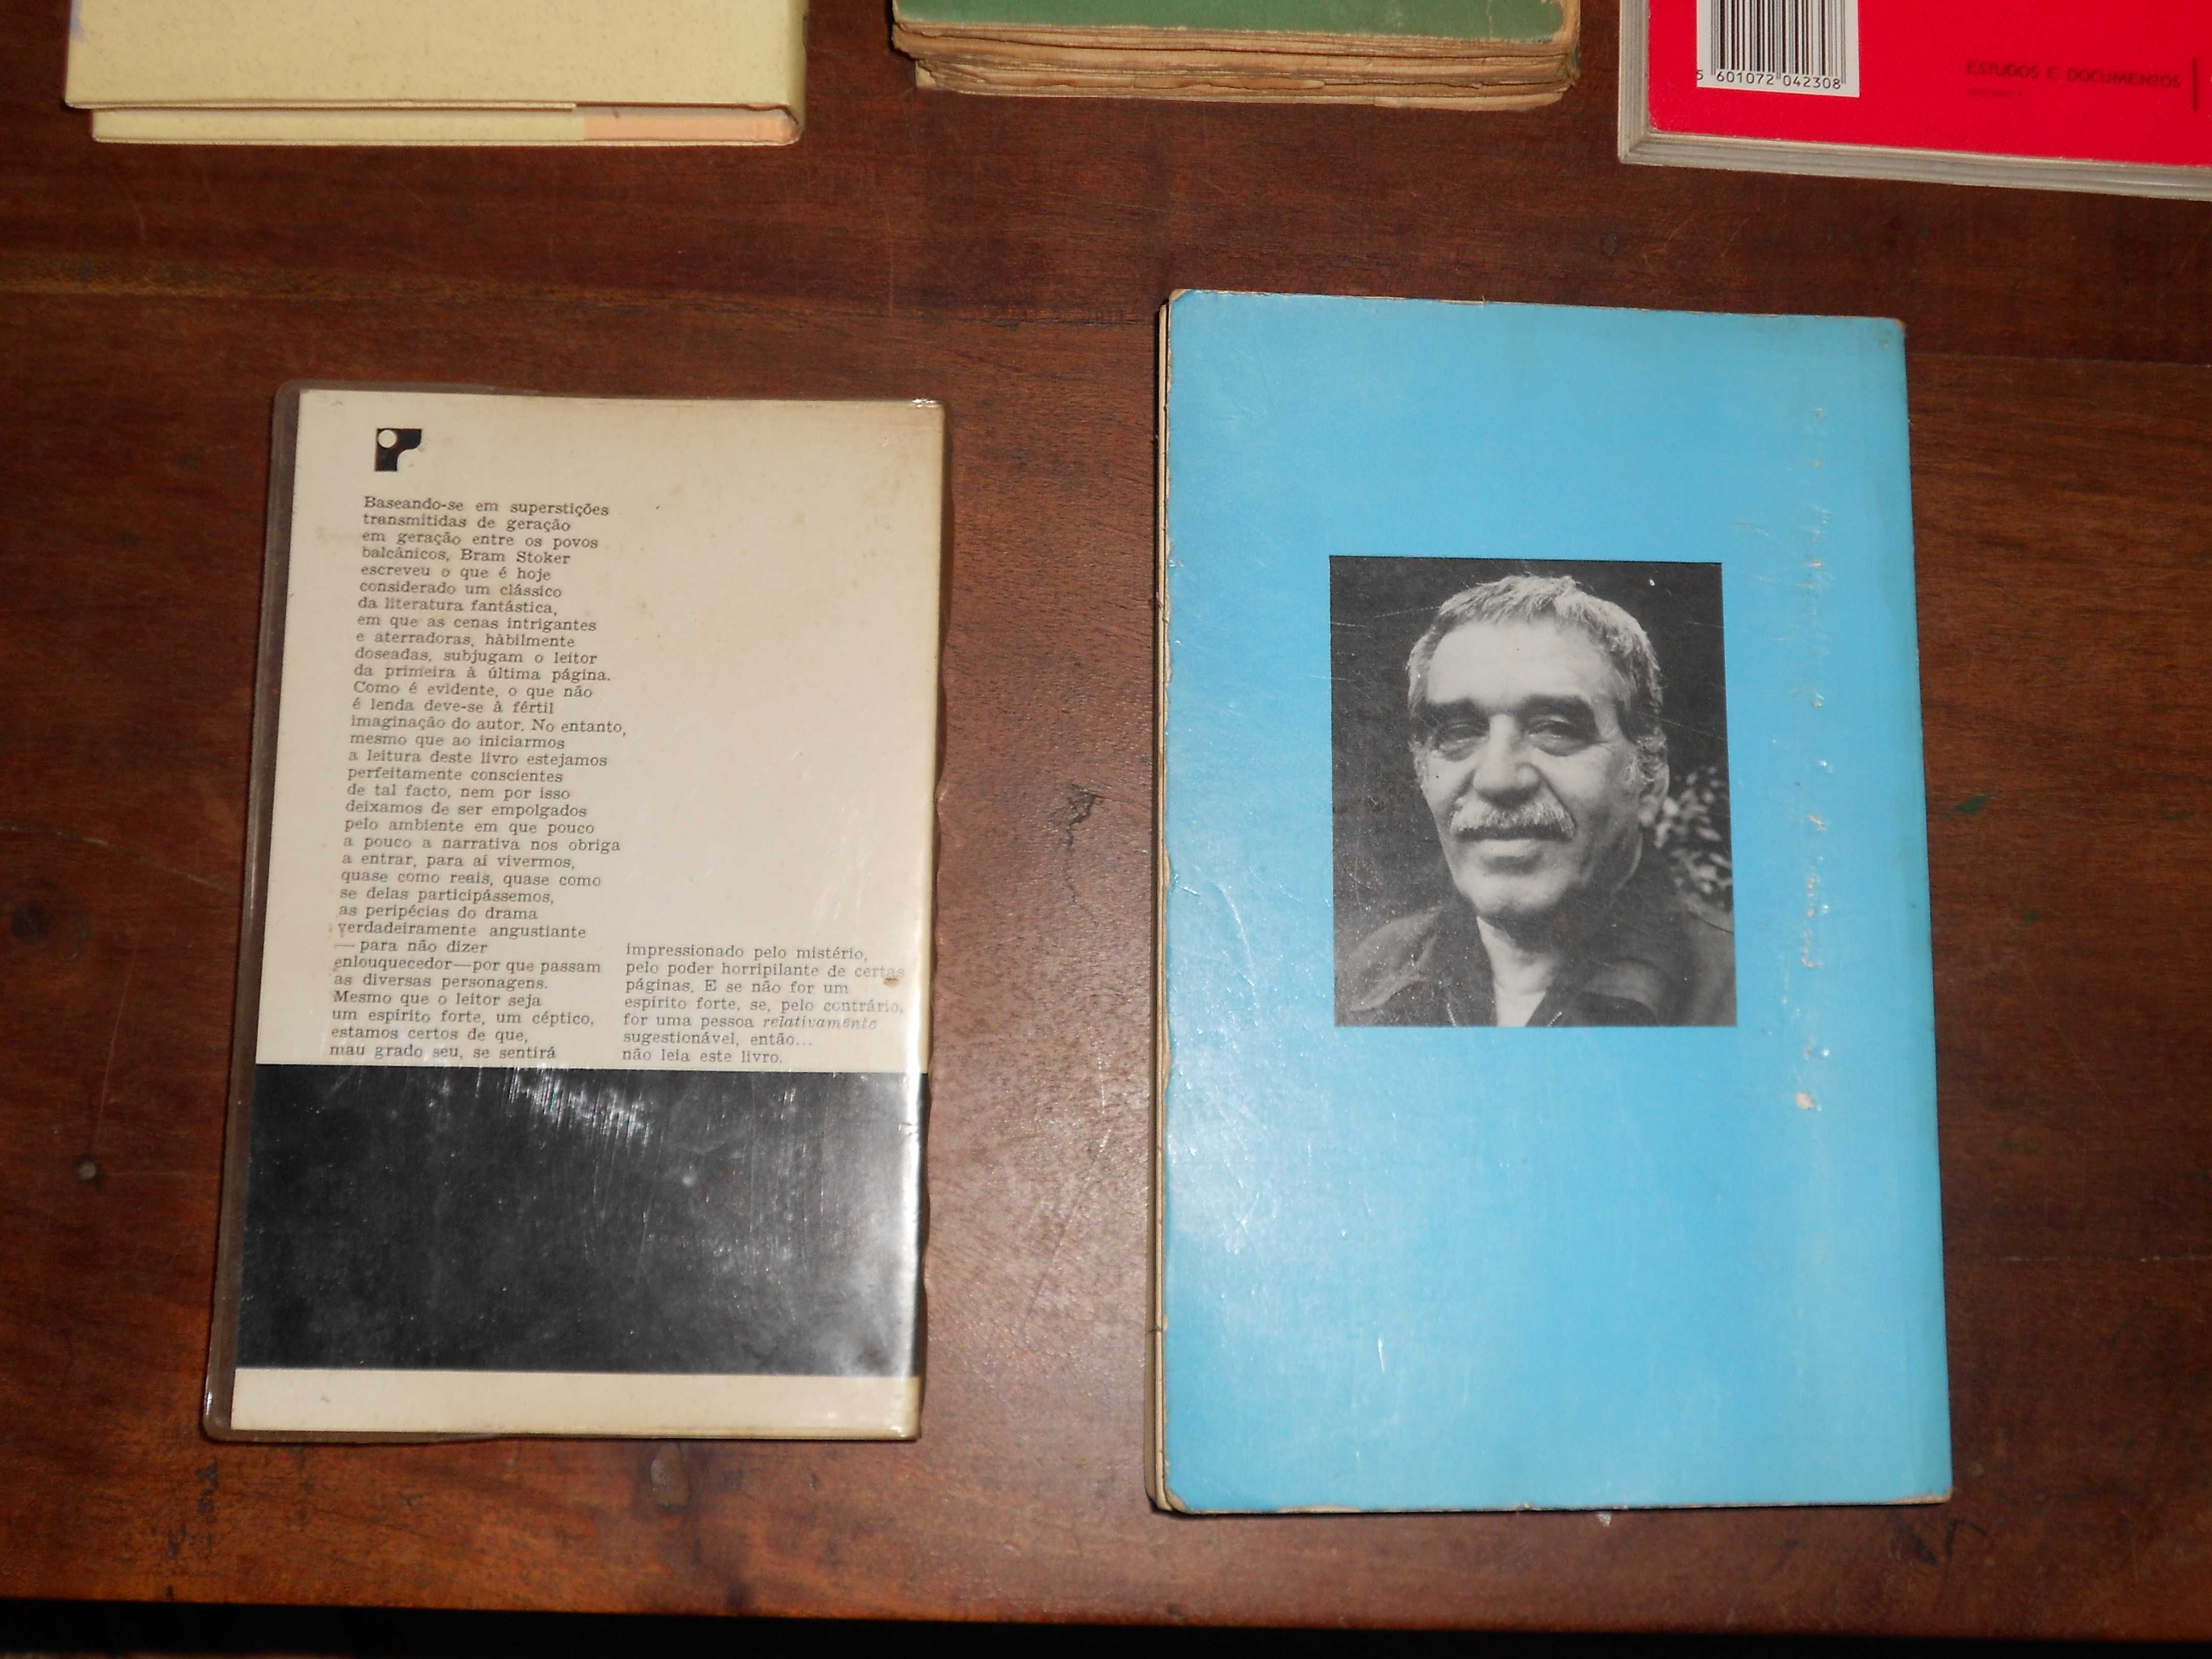 5 601072 042308
ESTUDOS E DOCUMENTOS
Baseando-se em superstições
transmitidas de geração
em geração entre os povos
balcânicos, Bram Stoker
escreveu o que é hoje
considerado um clássico
da literatura fantástica,
em que as cenas intrigantes
e aterradoras, hàbilmente
doseadas, subjugam o leitor
da primeira à última página.
Como é evidente, o que não
é lenda deve-se à fértil
imaginação do autor. No entanto,
mesmo que ao iniciarmos
a leitura deste livro estejamos
perfeitamente conscientes
de tal facto, nem por isso
deixamos de ser empolgados
pelo ambiente em que pouco
a pouco a narrativa nos obriga
a entrar, para aí vivermos,
quase como reais, quase como
se delas participássemos,
as peripécias do drama
verdadeiramente angustiante
— para não dizer
enlouquecedor—por que passam
as diversas personagens.
Mesmo que o leitor seja
um espírito forte, um céptico,
estamos certos de que,
mau grado seu, se sentirá
impressionado pelo mistério,
pelo poder horripilante de certas
páginas. E se não for um
espírito forte, se, pelo contrário,
for uma pessoa relativamente
sugestionável, então...
não leia este livro.